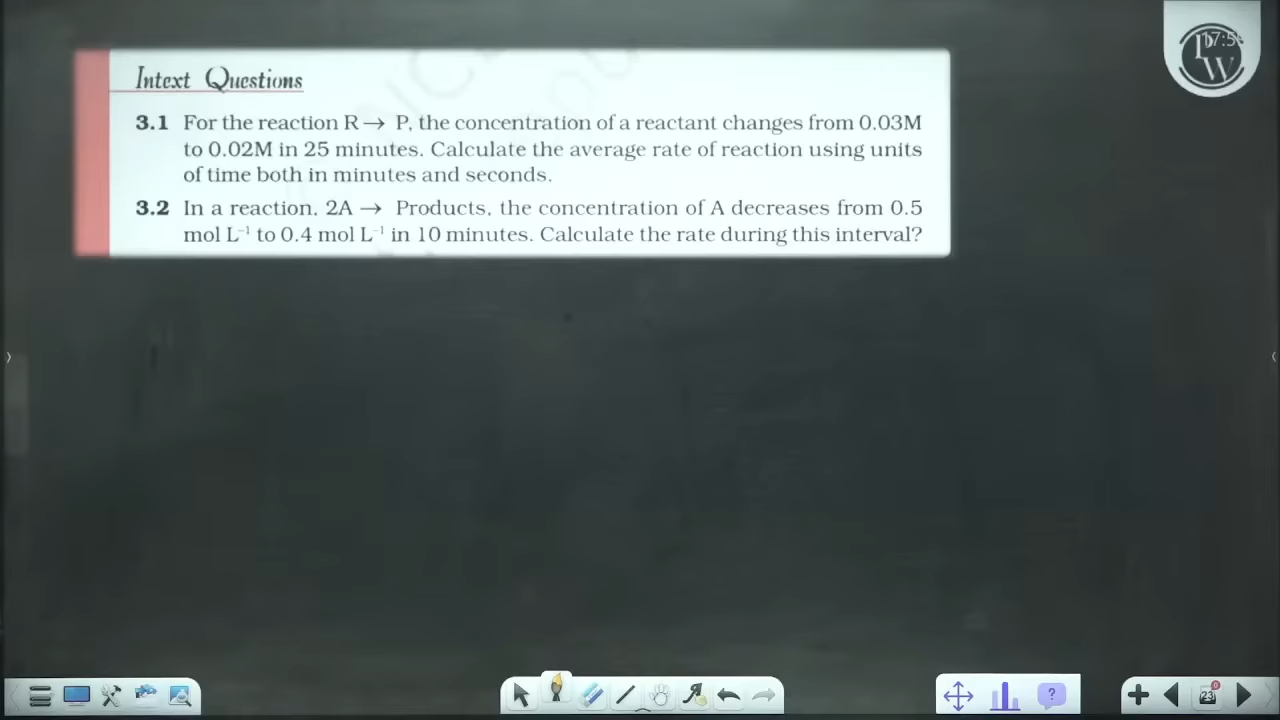 Intext Questions
3.1 For the reaction R → P, the concentration of a reactant changes from 0.03M
to 0.02M in 25 minutes. Calculate the average rate of reaction using units
of time both in minutes and seconds.
3.2 In a reaction, 2A → Products, the concentration of A decreases from 0.5
mol L⁻¹ to 0.4 mol L⁻¹ in 10 minutes. Calculate the rate during this interval?
PW
23